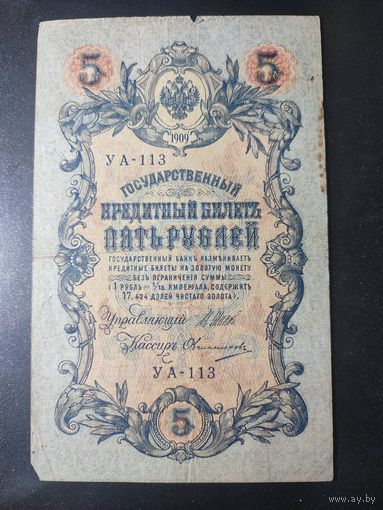 5 5
1909
УА-113
ГОСУДАРСТВЕННЫЙ
КРЕДИТНЫЙ БИЛЕТЪ
ПЯТЬ РУБЛЕЙ
ГОСУДАРСТВЕННЫЙ БАНКЪ РАЗМѢНИВАЕТЪ
КРЕДИТНЫЕ БИЛЕТЫ НА ЗОЛОТУЮ МОНЕТУ
БЕЗЪ ОГРАНИЧЕНІЯ СУММЫ
(1 РУБЛЬ = 1/15 ИМПЕРІАЛА, СОДЕРЖИТЪ
17,424 ДОЛЕЙ ЧИСТАГО ЗОЛОТА).
Управляющій
Кассиръ
УА-113
5
www.ay.by